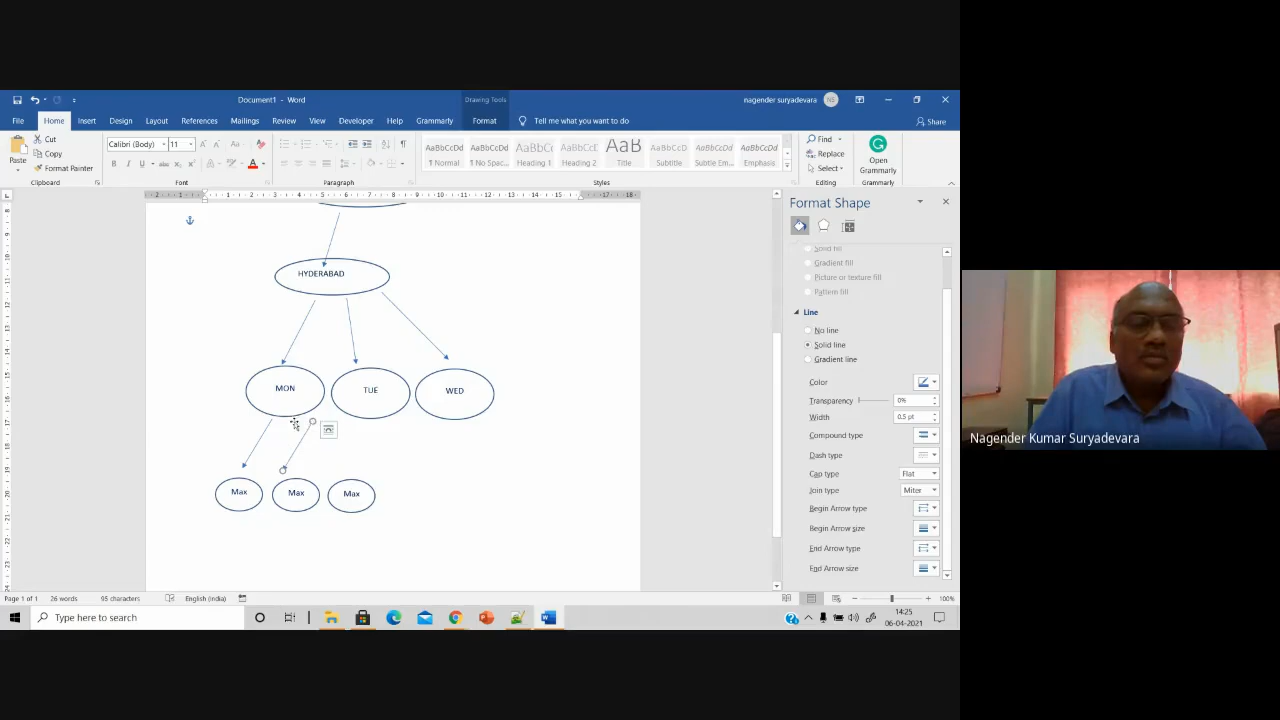 Document1 - Word
Drawing Tools
nagender suryadevara
NS
File Home Insert Design Layout References Mailings Review View Developer Help Grammarly Format Tell me what you want to do
Share
Paste
Cut
Copy
Format Painter
Clipboard
Calibri (Body) 11
Font
Paragraph
AaBbCcDd AaBbCcDd AaBbCc AaBbCcC AaB AaBbCcD AaBbCcDd AaBbCcDd
¶ Normal ¶ No Spac... Heading 1 Heading 2 Title Subtitle Subtle Em... Emphasis
Styles
Find
Replace
Select
Editing
Open Grammarly
Grammarly
HYDERABAD
MON TUE WED
Max Max Max
Format Shape
Solid fill
Gradient fill
Picture or texture fill
Pattern fill
Line
No line
Solid line
Gradient line
Color
Transparency 0%
Width 0.5 pt
Compound type
Dash type
Cap type Flat
Join type Miter
Begin Arrow type
Begin Arrow size
End Arrow type
End Arrow size
Page 1 of 1 26 words 95 characters English (India) 100%
Type here to search
14:25
06-04-2021
Nagender Kumar Suryadevara